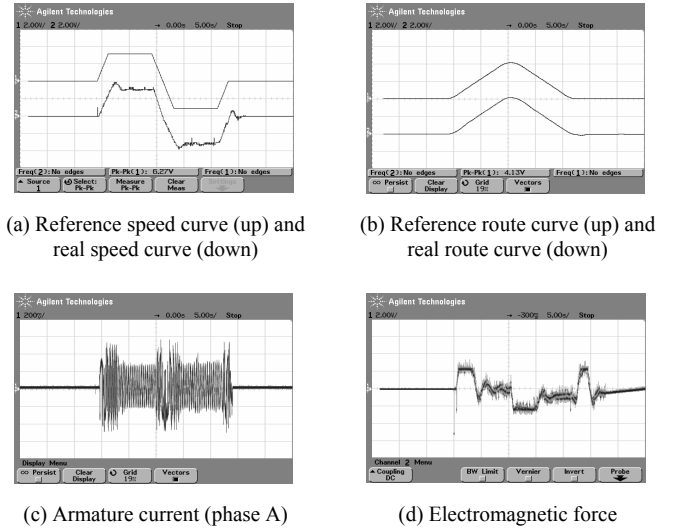 Agilent Technologies
1 2.00V/ 2 2.00V/ → 0.00s 5.00s/ Stop
Freq(2):No edges Pk-Pk(1): 6.27V Freq(1):No edges
Source 1 Select: Pk-Pk Measure Pk-Pk Clear Meas Settings
Agilent Technologies
1 2.00V/ 2 2.00V/ → 0.00s 5.00s/ Stop
Freq(2):No edges Pk-Pk(1): 4.13V Freq(1):No edges
∞ Persist Clear Display Grid 19% Vectors
(a) Reference speed curve (up) and
real speed curve (down)
(b) Reference route curve (up) and
real route curve (down)
Agilent Technologies
→ 0.00s 5.00s/ Stop
Display Menu
∞ Persist Clear Display Grid 19% Vectors
Agilent Technologies
1 2.00V/ 5.00s/ Stop
Channel 2 Menu
Coupling DC BW Limit Vernier Invert Probe
(c) Armature current (phase A)
(d) Electromagnetic force